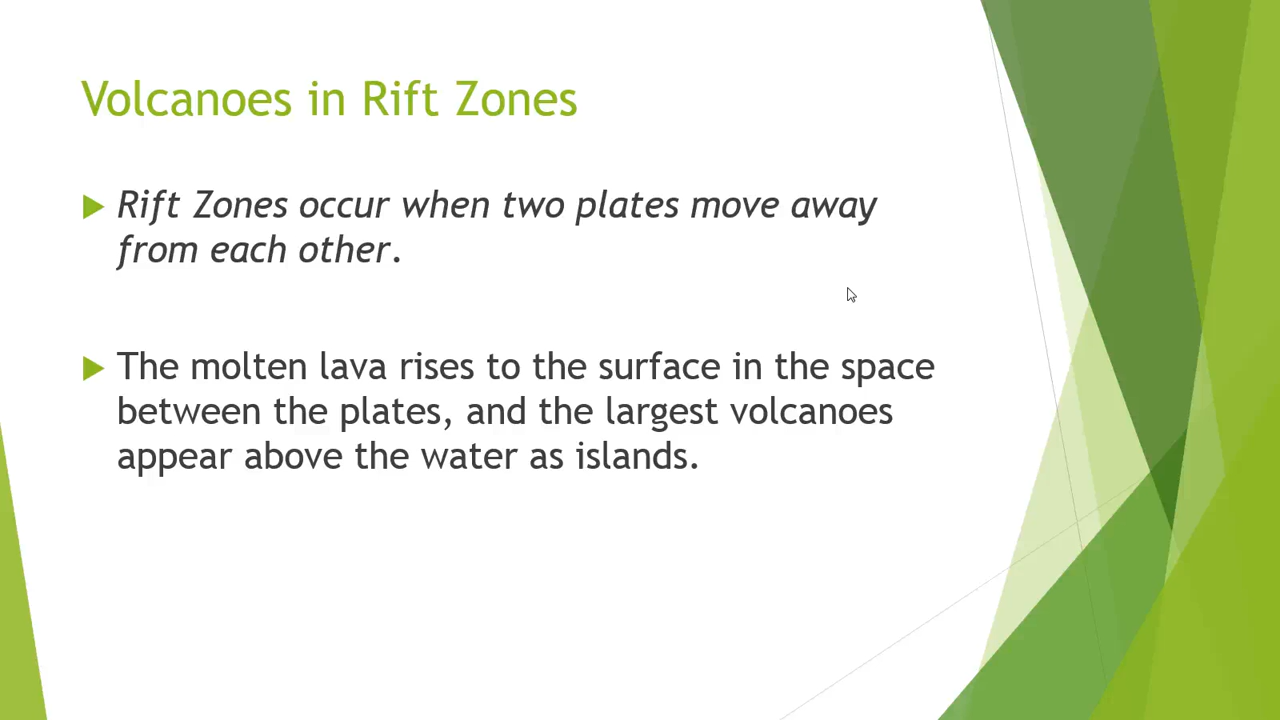 Volcanoes in Rift Zones
Rift Zones occur when two plates move away
from each other.
The molten lava rises to the surface in the space
between the plates, and the largest volcanoes
appear above the water as islands.